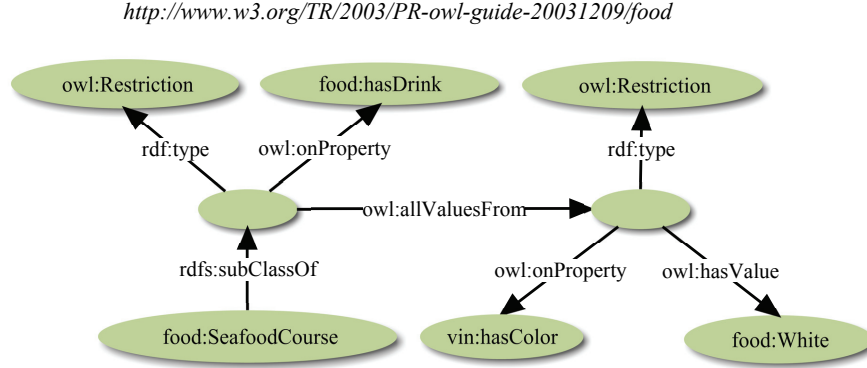 http://www.w3.org/TR/2003/PR-owl-guide-20031209/food
owl:Restriction
food:hasDrink
owl:Restriction
rdf:type
owl:onProperty
rdf:type
owl:allValuesFrom
rdfs:subClassOf
owl:onProperty
owl:hasValue
food:SeafoodCourse
vin:hasColor
food:White